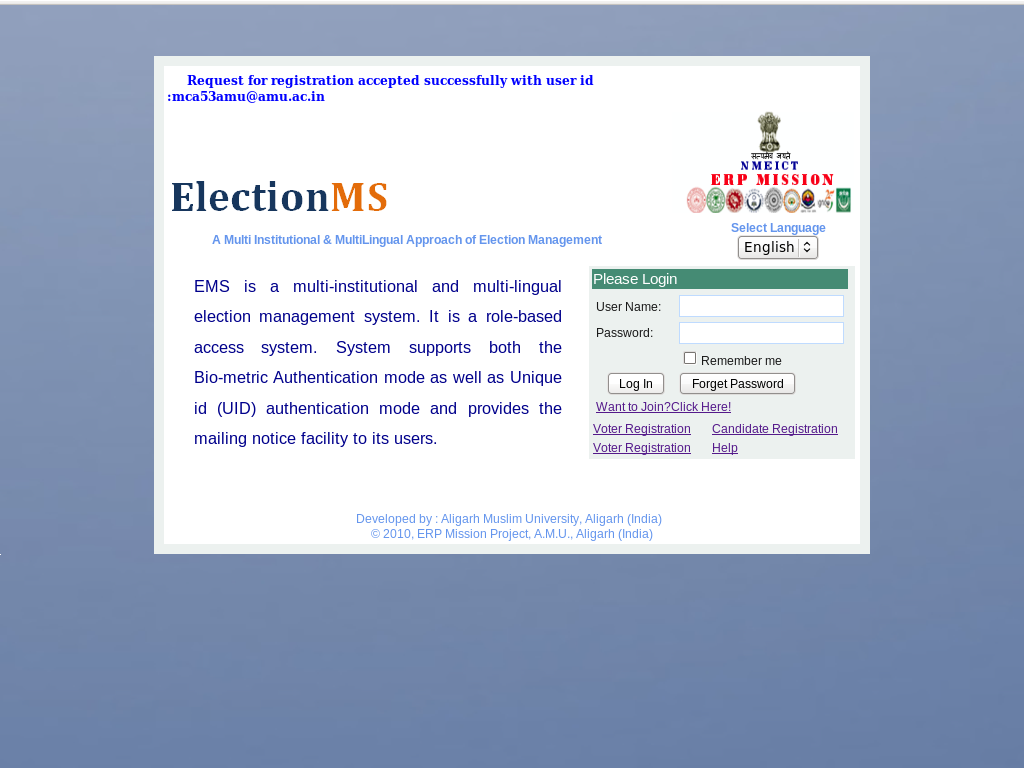 Request for registration accepted successfully with user id
:mca53amu@amu.ac.in
सत्यमेव जयते
NMEICT
ERP MISSION
ElectionMS
Select Language
A Multi Institutional & MultiLingual Approach of Election Management
English
Please Login
EMS is a multi-institutional and multi-lingual
election management system. It is a role-based
access system. System supports both the
Bio-metric Authentication mode as well as Unique
id (UID) authentication mode and provides the
mailing notice facility to its users.
User Name:
Password:
Remember me
Log In Forget Password
Want to Join?Click Here!
Voter Registration Candidate Registration
Voter Registration Help
Developed by : Aligarh Muslim University, Aligarh (India)
© 2010, ERP Mission Project, A.M.U., Aligarh (India)